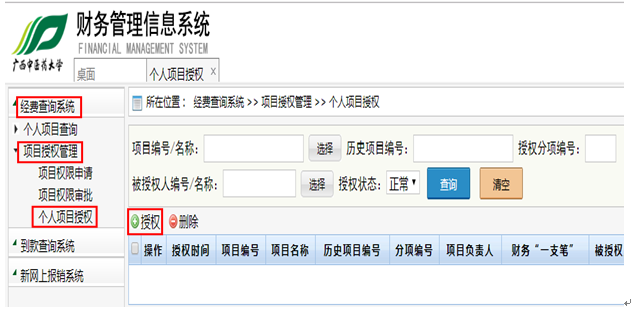 财务管理信息系统
FINANCIAL MANAGEMENT SYSTEM
广西中医药大学
桌面 个人项目授权 ×
经费查询系统
个人项目查询
项目授权管理
项目权限申请
项目权限审批
个人项目授权
到款查询系统
新网上报销系统
所在位置： 经费查询系统 >> 项目授权管理 >> 个人项目授权
项目编号/名称： 选择 历史项目编号： 授权分项编号：
被授权人编号/名称： 选择 授权状态： 正常 查询 清空
授权 删除
操作 授权时间 项目编号 项目名称 历史项目编号 分项编号 项目负责人 财务“一支笔” 被授权